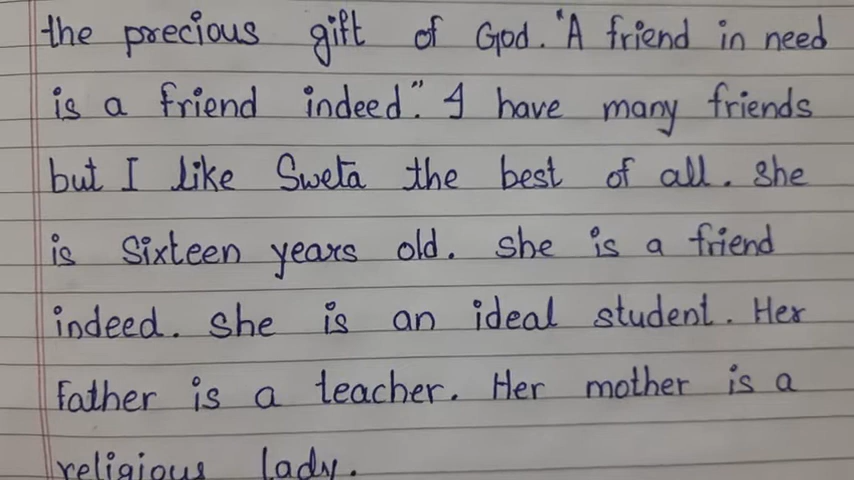 the precious gift of God. "A friend in need
is a friend indeed." I have many friends
but I like Sweta the best of all. She
is Sixteen years old. She is a friend
indeed. She is an ideal student. Her
father is a teacher. Her mother is a
religious lady.